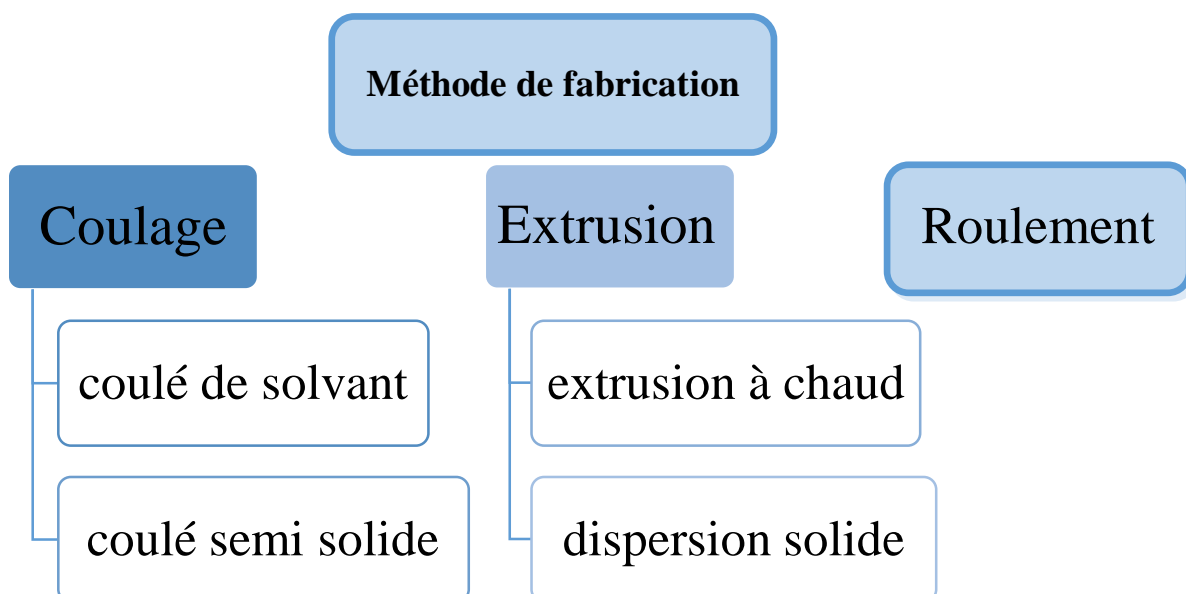 Méthode de fabrication
Coulage
Extrusion
Roulement
coulé de solvant
extrusion à chaud
coulé semi solide
dispersion solide